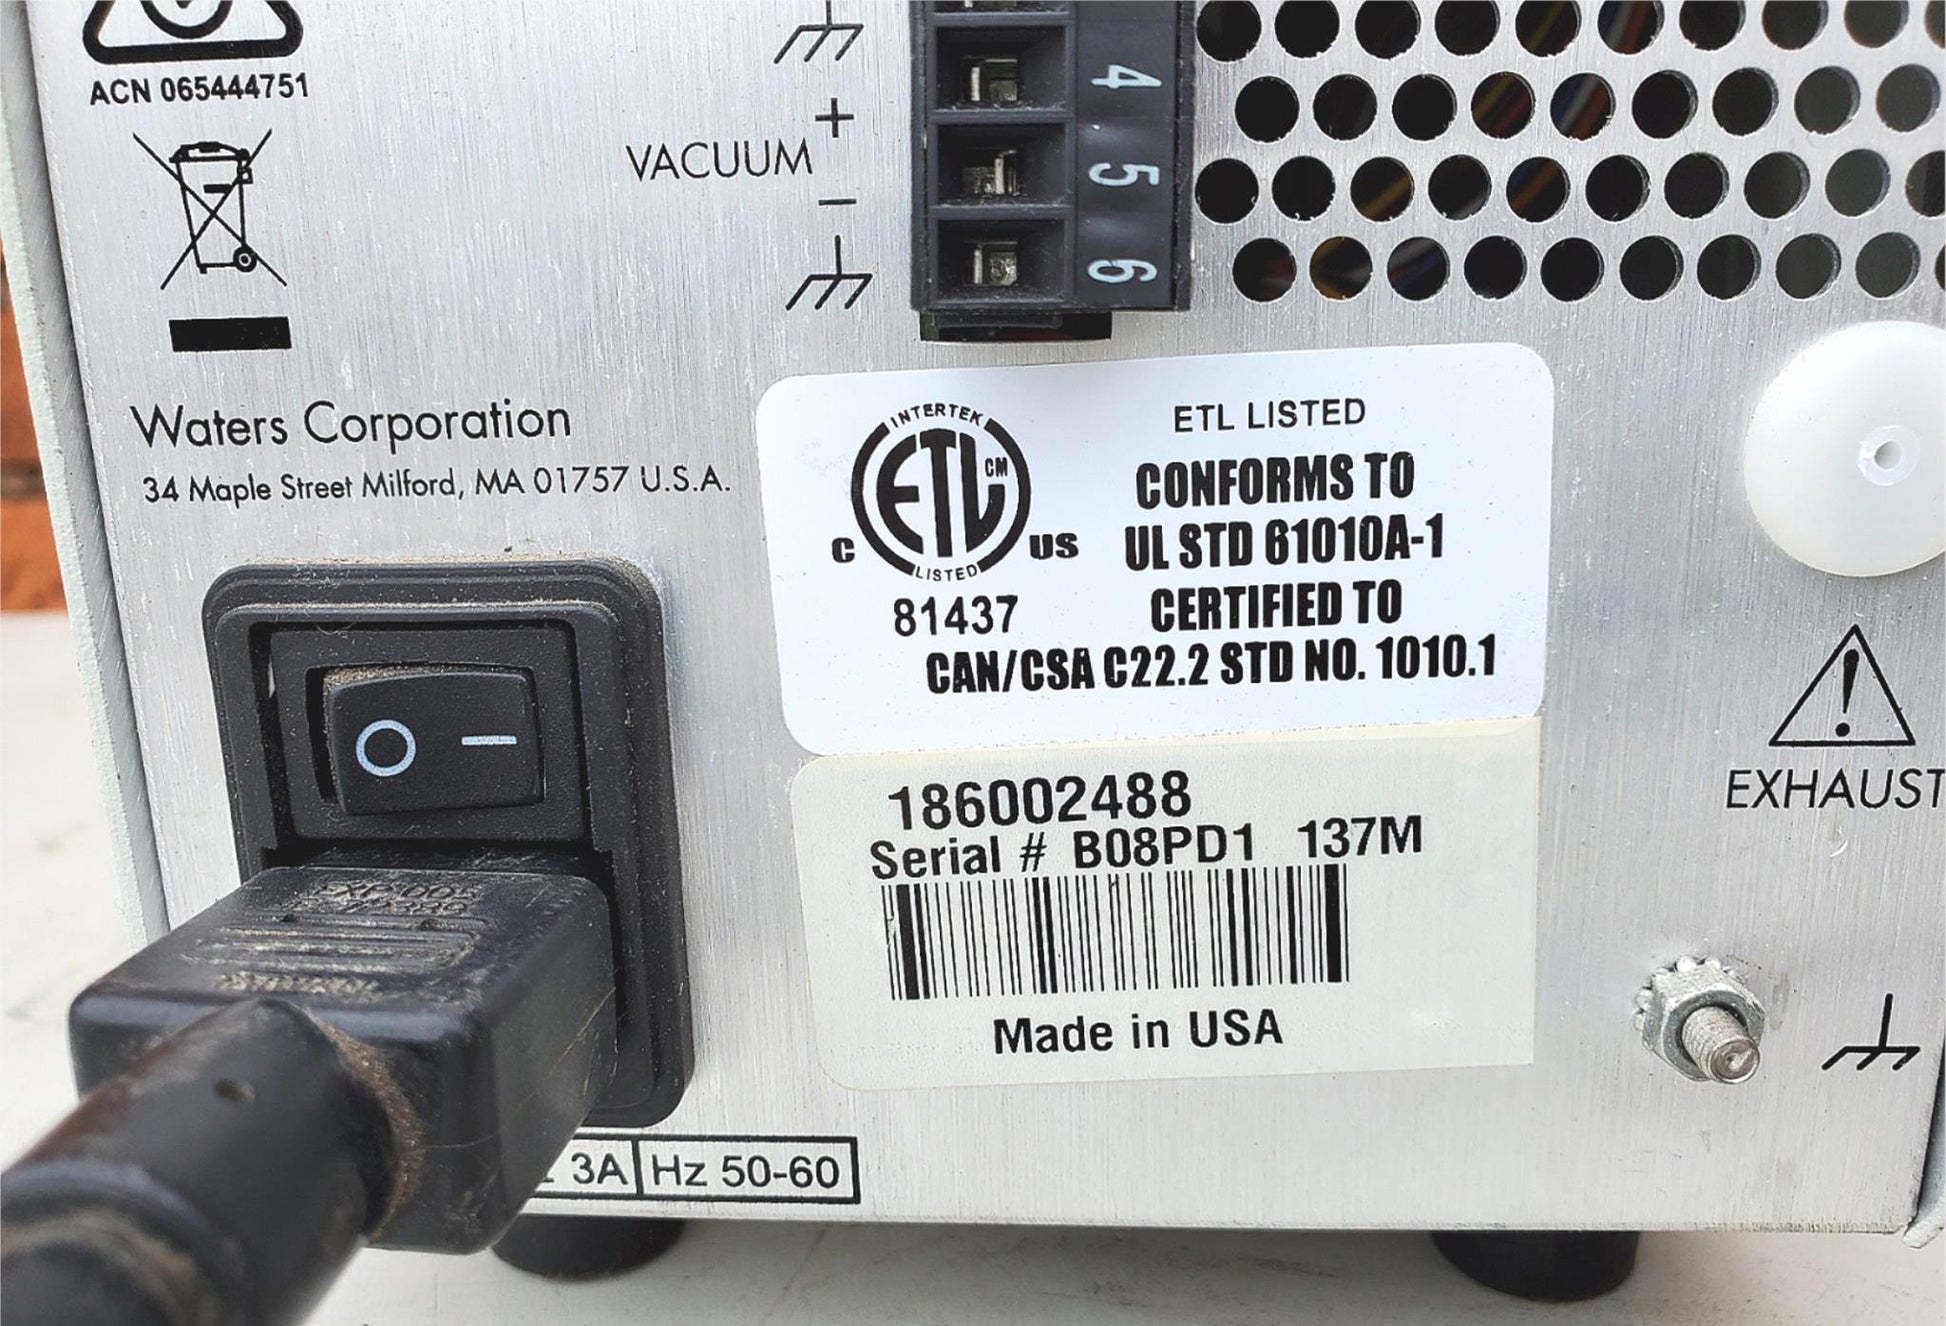 ACN 065444751
+
VACUUM
−
4
5
6
Waters Corporation
34 Maple Street Milford, MA 01757 U.S.A.
INTERTEK
ETL CM
LISTED
C US
81437
ETL LISTED
CONFORMS TO
UL STD 61010A-1
CERTIFIED TO
CAN/CSA C22.2 STD NO. 1010.1
186002488
Serial # B08PD1 137M
Made in USA
EXHAUST
O –
3A Hz 50-60